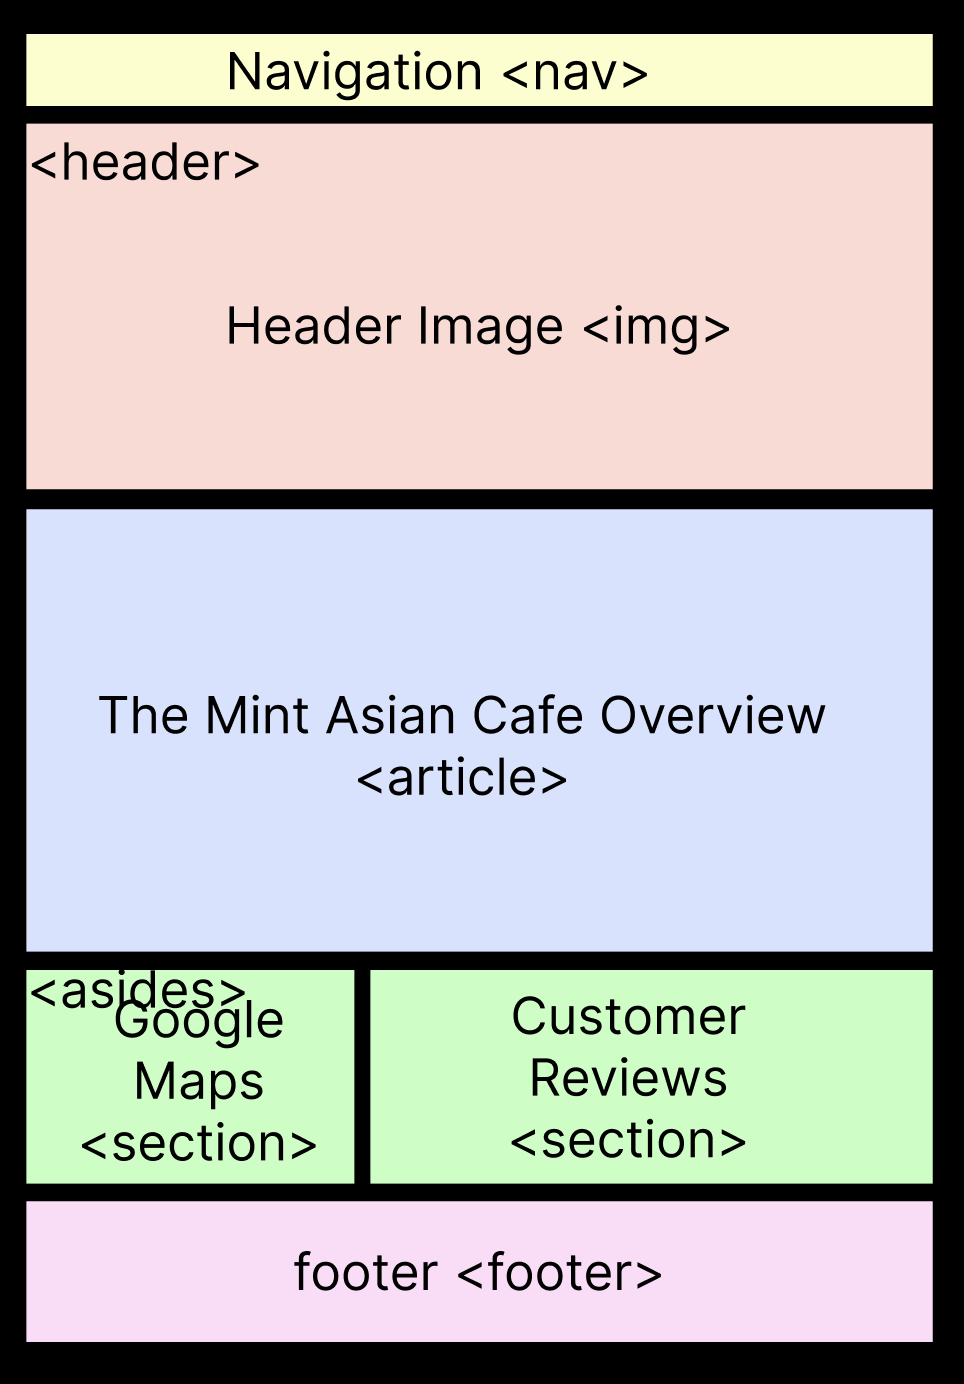 Navigation <nav>
<header>
Header Image <img>
The Mint Asian Cafe Overview
<article>
<asides>
Google
Maps
<section>
Customer
Reviews
<section>
footer <footer>